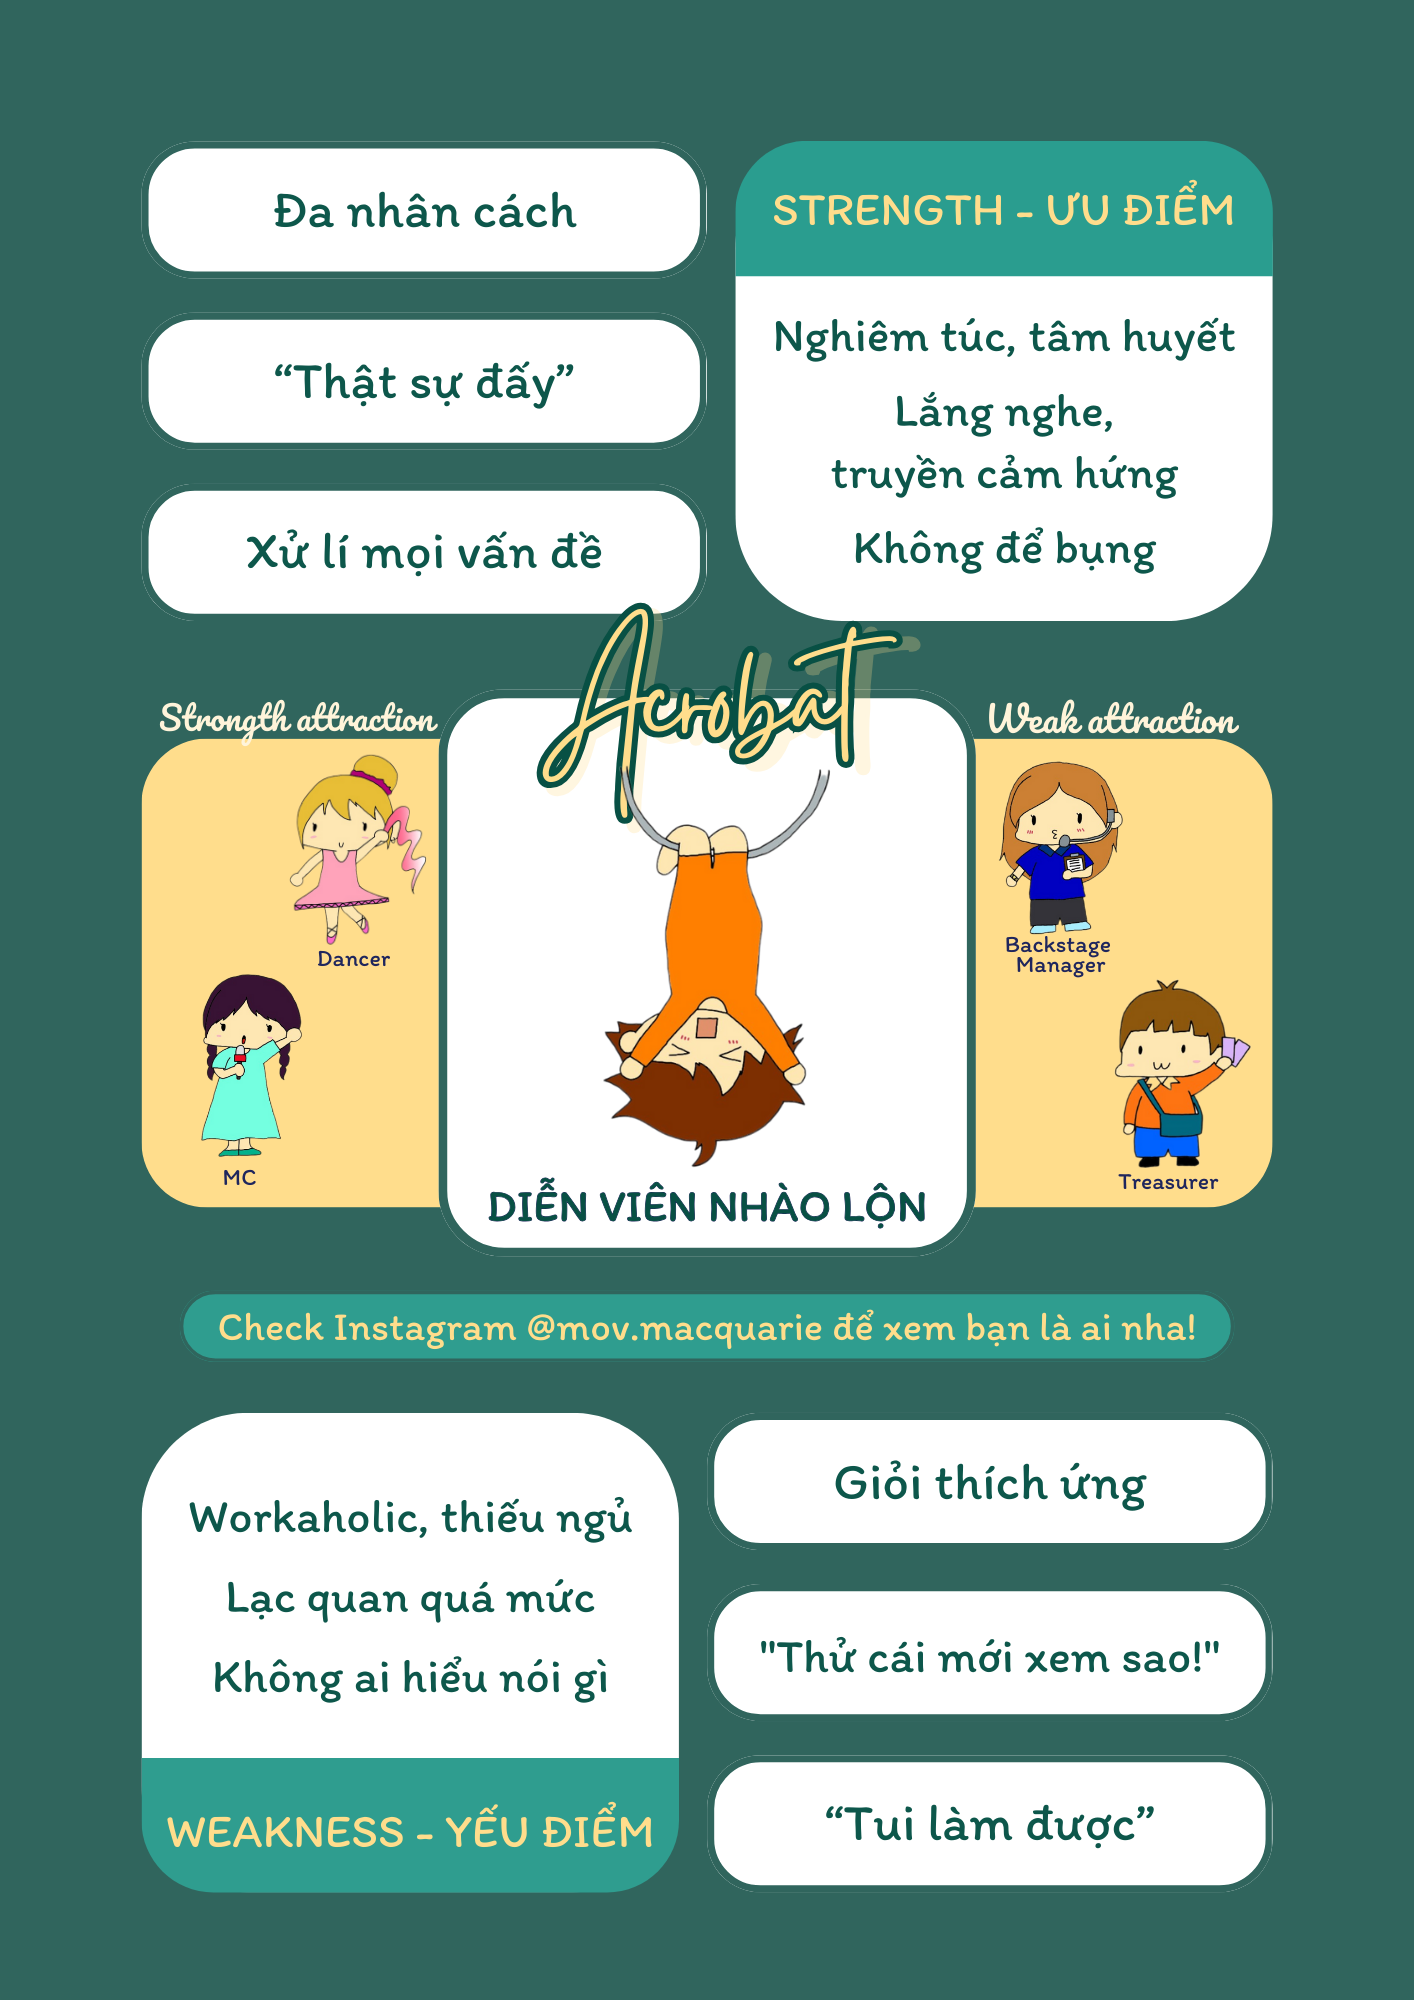 Đa nhân cách
“Thật sự đấy”
Xử lí mọi vấn đề
STRENGTH - ƯU ĐIỂM
Nghiêm túc, tâm huyết
Lắng nghe,
truyền cảm hứng
Không để bụng
Acrobat
Strongth attraction
Dancer
MC
DIỄN VIÊN NHÀO LỘN
Weak attraction
Backstage
Manager
Treasurer
Check Instagram @mov.macquarie để xem bạn là ai nha!
Workaholic, thiếu ngủ
Lạc quan quá mức
Không ai hiểu nói gì
WEAKNESS - YẾU ĐIỂM
Giỏi thích ứng
"Thử cái mới xem sao!"
“Tui làm được”